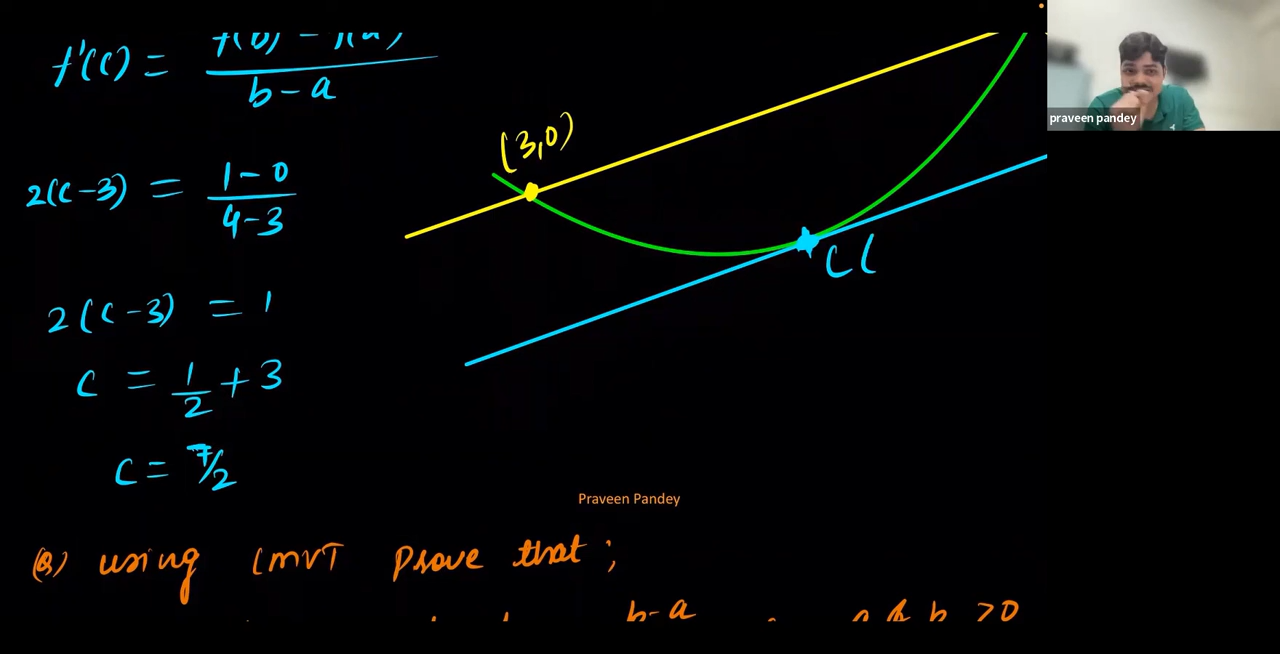 f'(c) = f(b) - f(a)
b - a
(3,0)
2(c-3) = 1-0
4-3
C(
2(c-3) = 1
c = 1/2 + 3
c = 7/2
praveen pandey
Praveen Pandey
(Q) using LMVT prove that ;
b-a
b >0